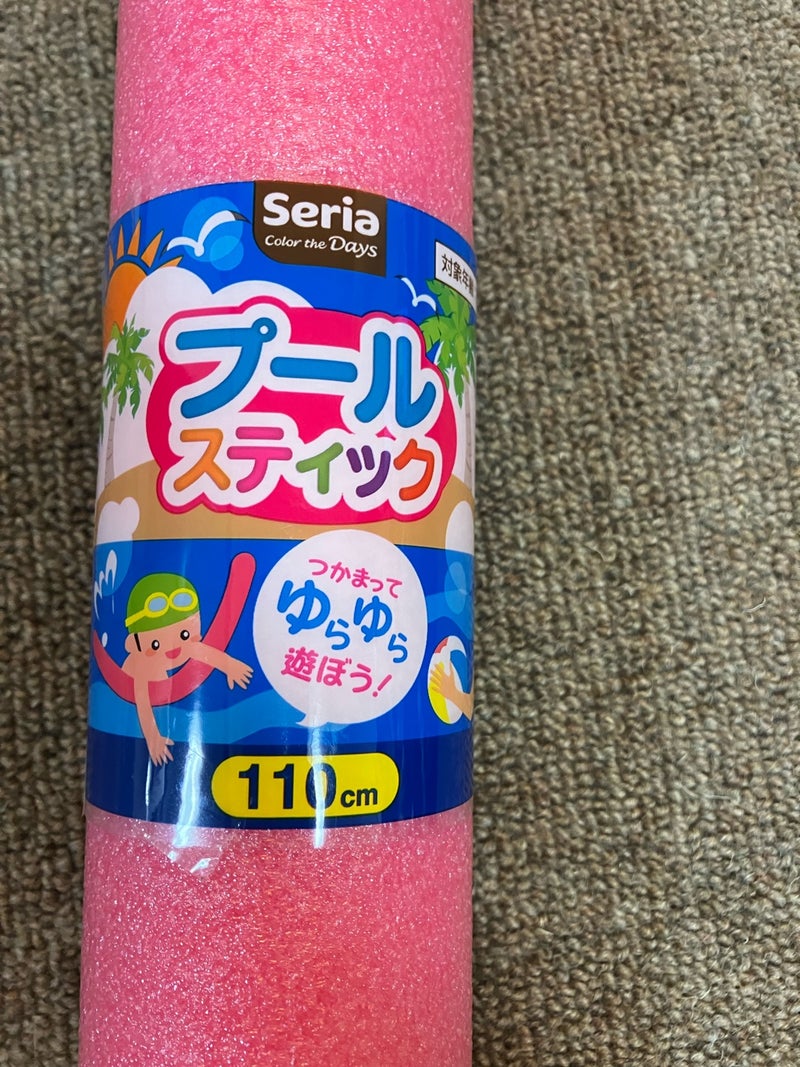 Seria
Color the Days
対象年齢
プール
スティック
つかまって
ゆらゆら
遊ぼう!
110cm